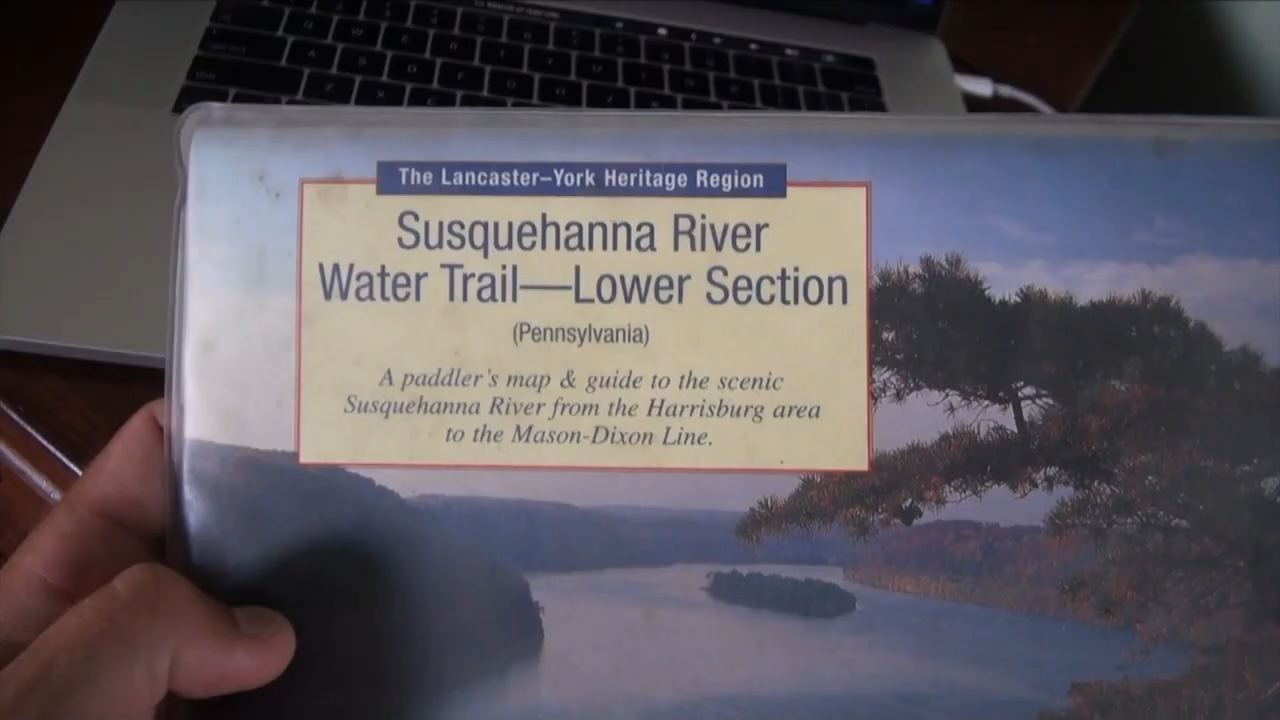 The Lancaster–York Heritage Region
Susquehanna River
Water Trail—Lower Section
(Pennsylvania)
A paddler's map & guide to the scenic
Susquehanna River from the Harrisburg area
to the Mason-Dixon Line.